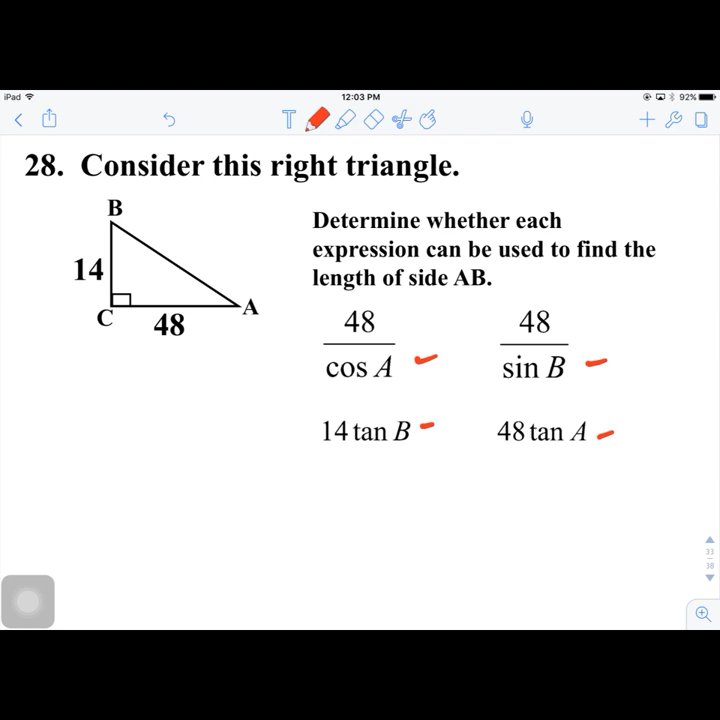 iPad 12:03 PM 92%
T
28. Consider this right triangle.
B
14
C
48
A
Determine whether each
expression can be used to find the
length of side AB.
48
cos A
48
sin B
14 tan B
48 tan A
33
38